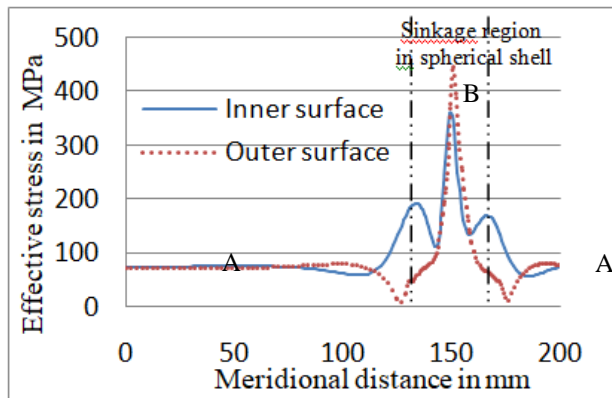 Sinkage region
in spherical shell
500
400
300
200
100
0
Effective stress in MPa
B
Inner surface
Outer surface
A
A
0
50
100
150
200
Meridional distance in mm